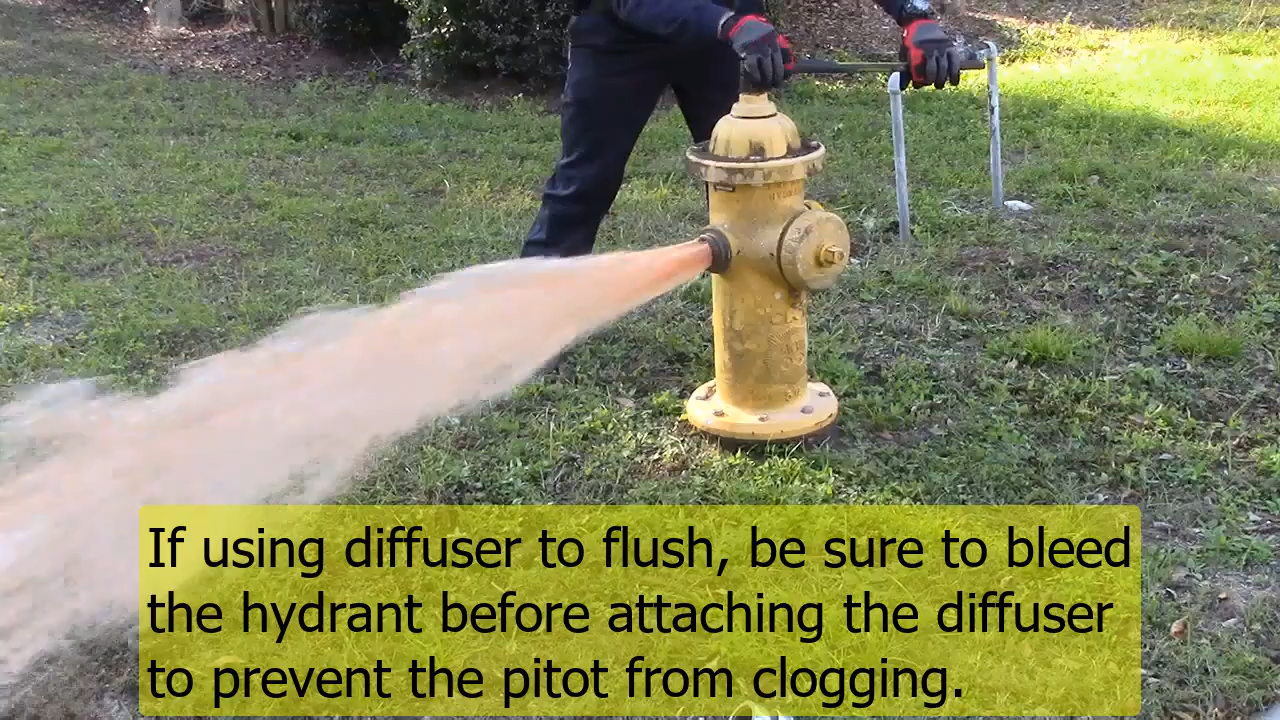 If using diffuser to flush, be sure to bleed
the hydrant before attaching the diffuser
to prevent the pitot from clogging.